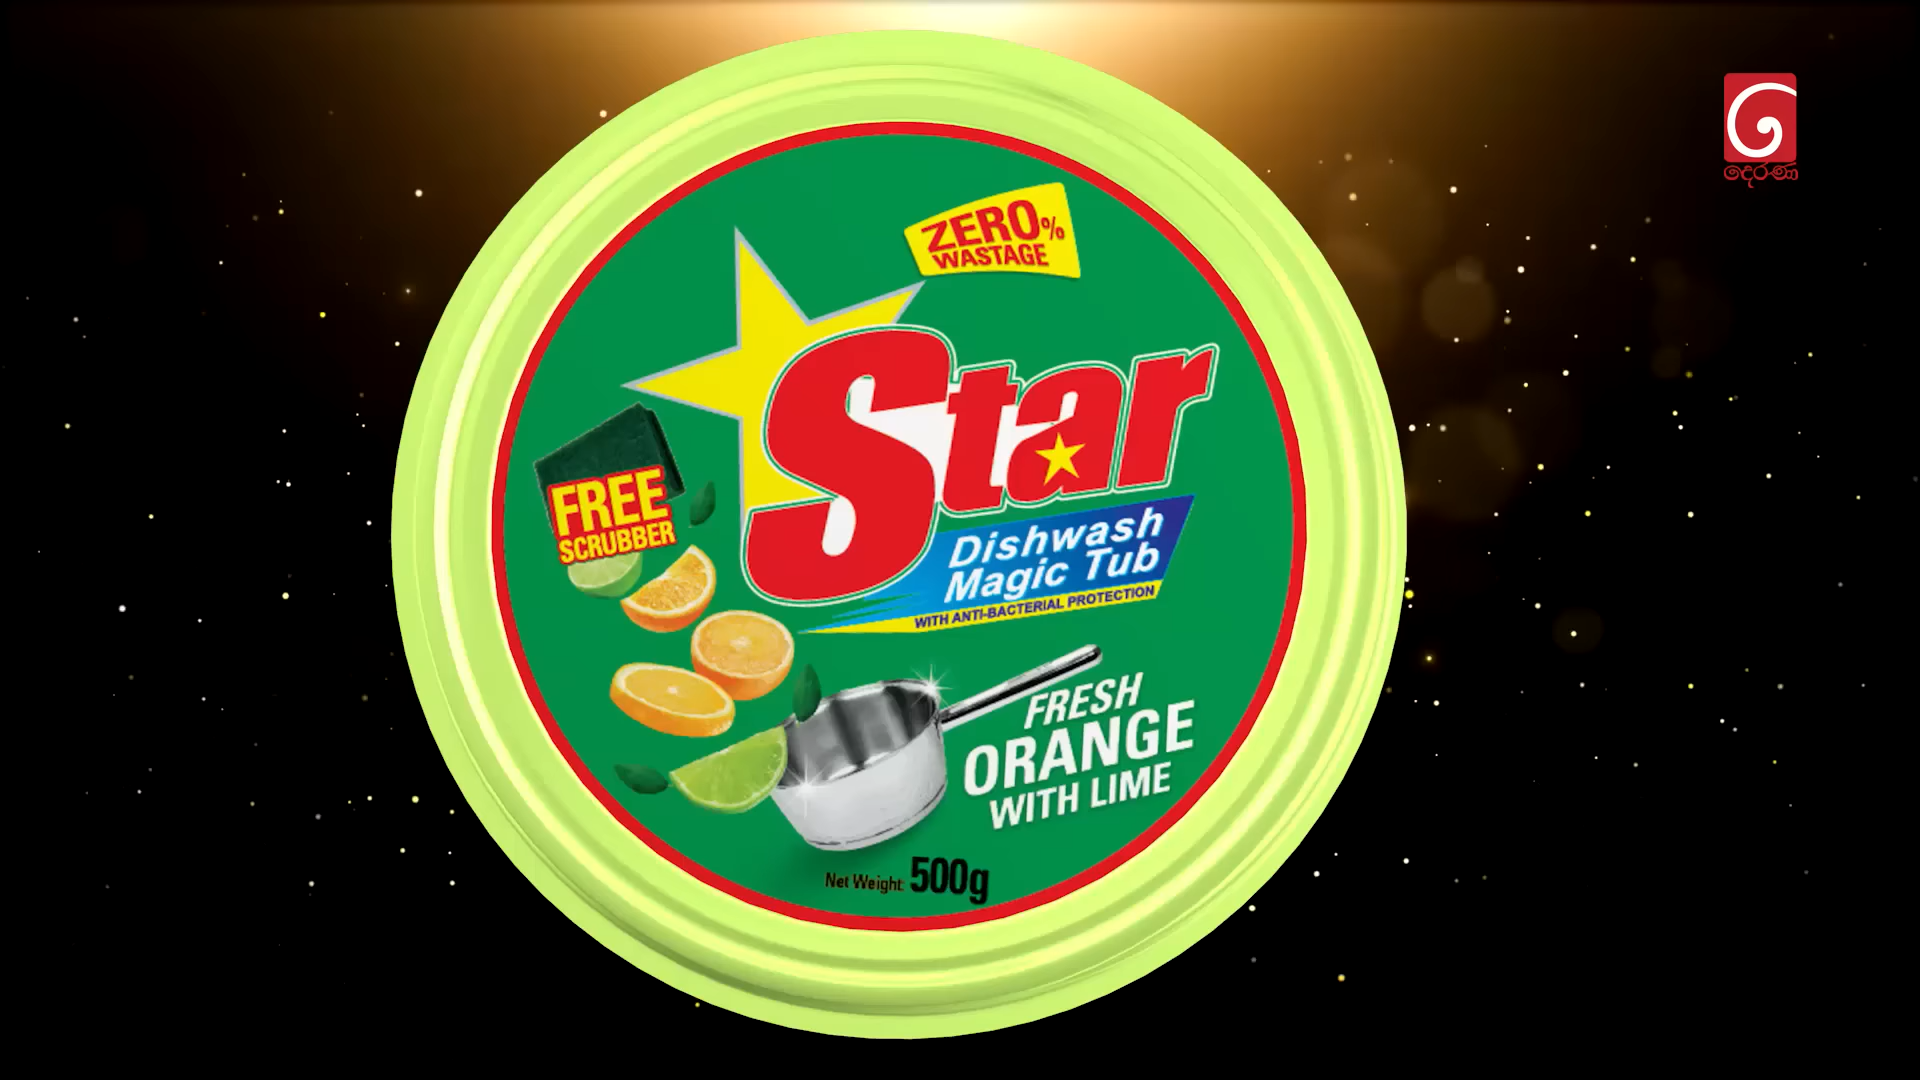 ZERO%
WASTAGE
Star
FREE
SCRUBBER
Dishwash
Magic Tub
WITH ANTI-BACTERIAL PROTECTION
FRESH
ORANGE
WITH LIME
Net Weight: 500g
දෙරණ